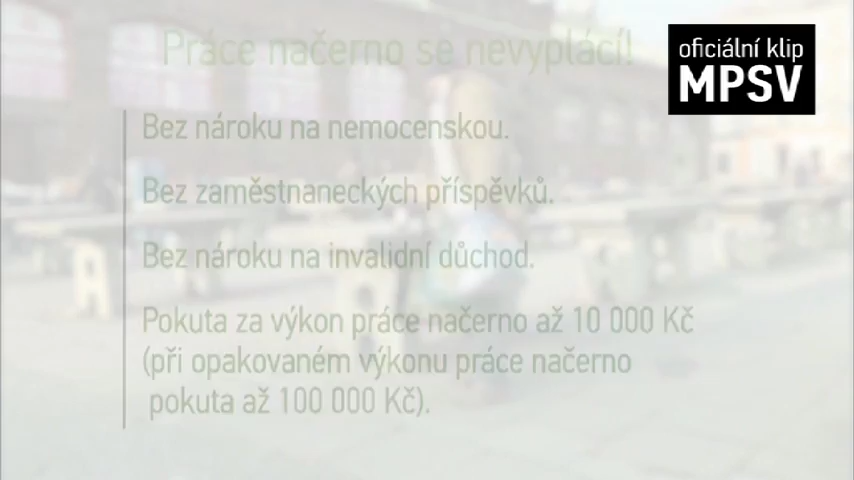 Práce načerno se nevyplácí!
oficiální klip
MPSV
Bez nároku na nemocenskou.
Bez zaměstnaneckých příspěvků.
Bez nároku na invalidní důchod.
Pokuta za výkon práce načerno až 10 000 Kč
(při opakovaném výkonu práce načerno
pokuta až 100 000 Kč).